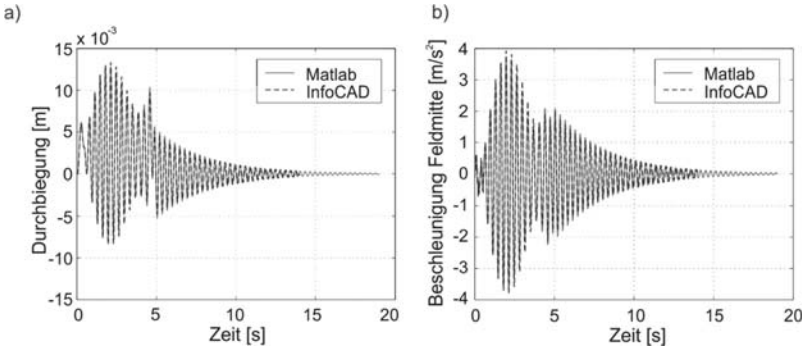 a)
x 10⁻³
15
10
5
0
-5
-10
-15
0
5
10
15
20
Durchbiegung [m]
Zeit [s]
Matlab
InfoCAD
b)
4
3
2
1
0
-1
-2
-3
-4
0
5
10
15
20
Beschleunigung Feldmitte [m/s²]
Zeit [s]
Matlab
InfoCAD